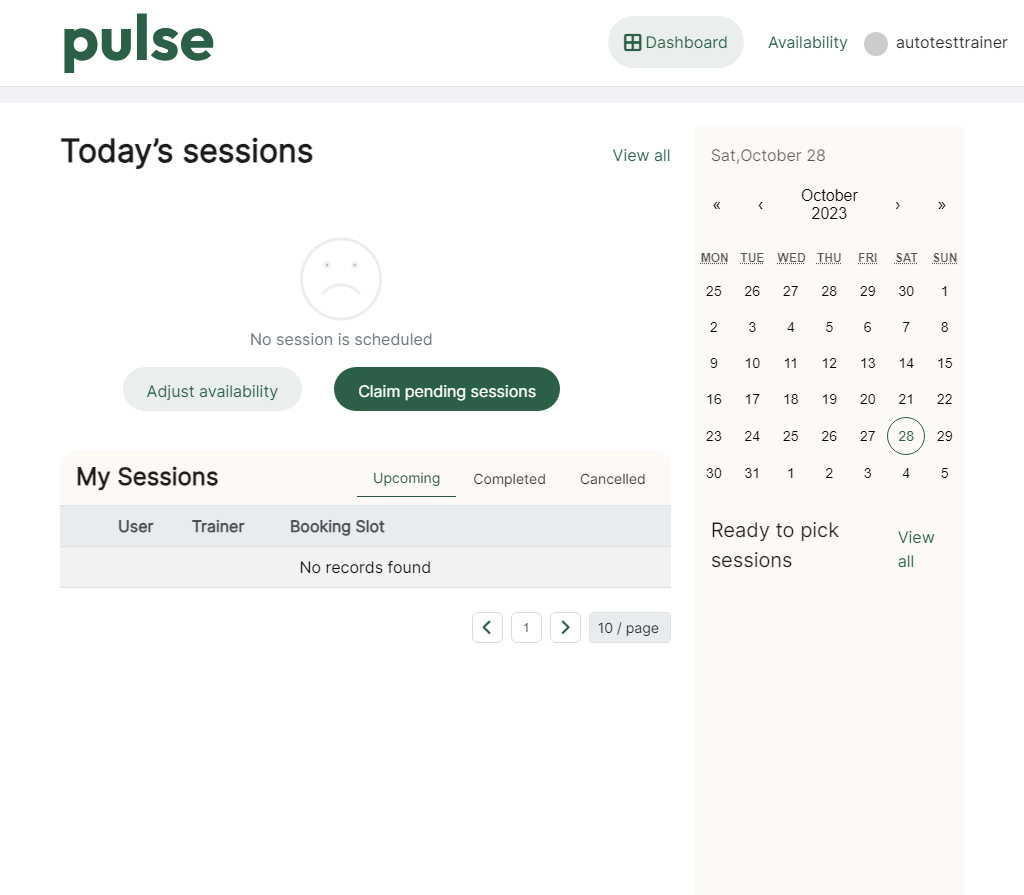 pulse
Dashboard
Availability
autotesttrainer
Today’s sessions
View all
No session is scheduled
Adjust availability
Claim pending sessions
My Sessions
Upcoming
Completed
Cancelled
User Trainer Booking Slot
No records found
1
10 / page
Sat,October 28
« ‹ October › »
2023
MON TUE WED THU FRI SAT SUN
25 26 27 28 29 30 1
2 3 4 5 6 7 8
9 10 11 12 13 14 15
16 17 18 19 20 21 22
23 24 25 26 27 28 29
30 31 1 2 3 4 5
Ready to pick
sessions
View
all